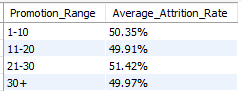 Promotion_Range Average_Attrition_Rate
1-10 50.35%
11-20 49.91%
21-30 51.42%
30+ 49.97%